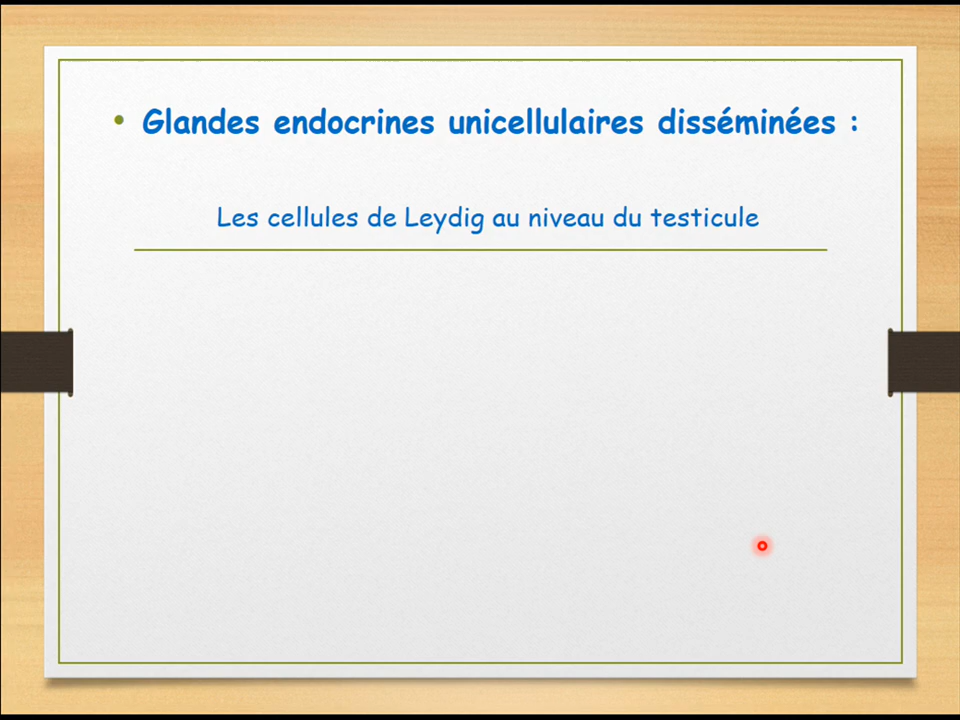 • Glandes endocrines unicellulaires disséminées :
Les cellules de Leydig au niveau du testicule